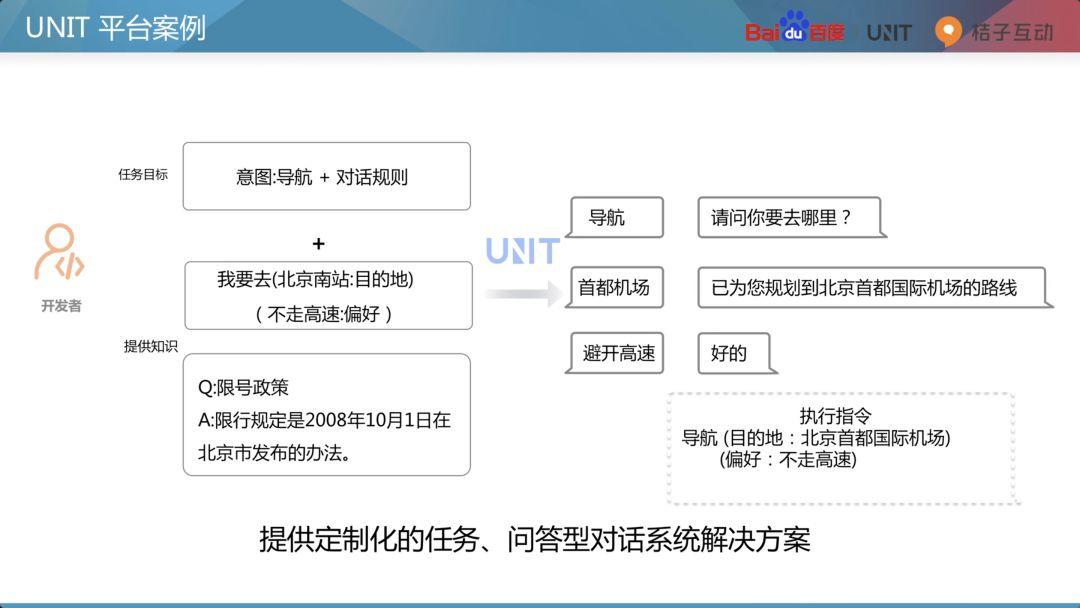 UNIT 平台案例
Bai du 百度 UNIT 桔子互动
任务目标
意图:导航 + 对话规则
+
我要去(北京南站:目的地)
（不走高速:偏好）
开发者
提供知识
Q:限号政策
A:限行规定是2008年10月1日在
北京市发布的办法。
UNIT
导航
请问你要去哪里？
首都机场
已为您规划到北京首都国际机场的路线
避开高速
好的
执行指令
导航 (目的地：北京首都国际机场)
(偏好：不走高速)
提供定制化的任务、问答型对话系统解决方案